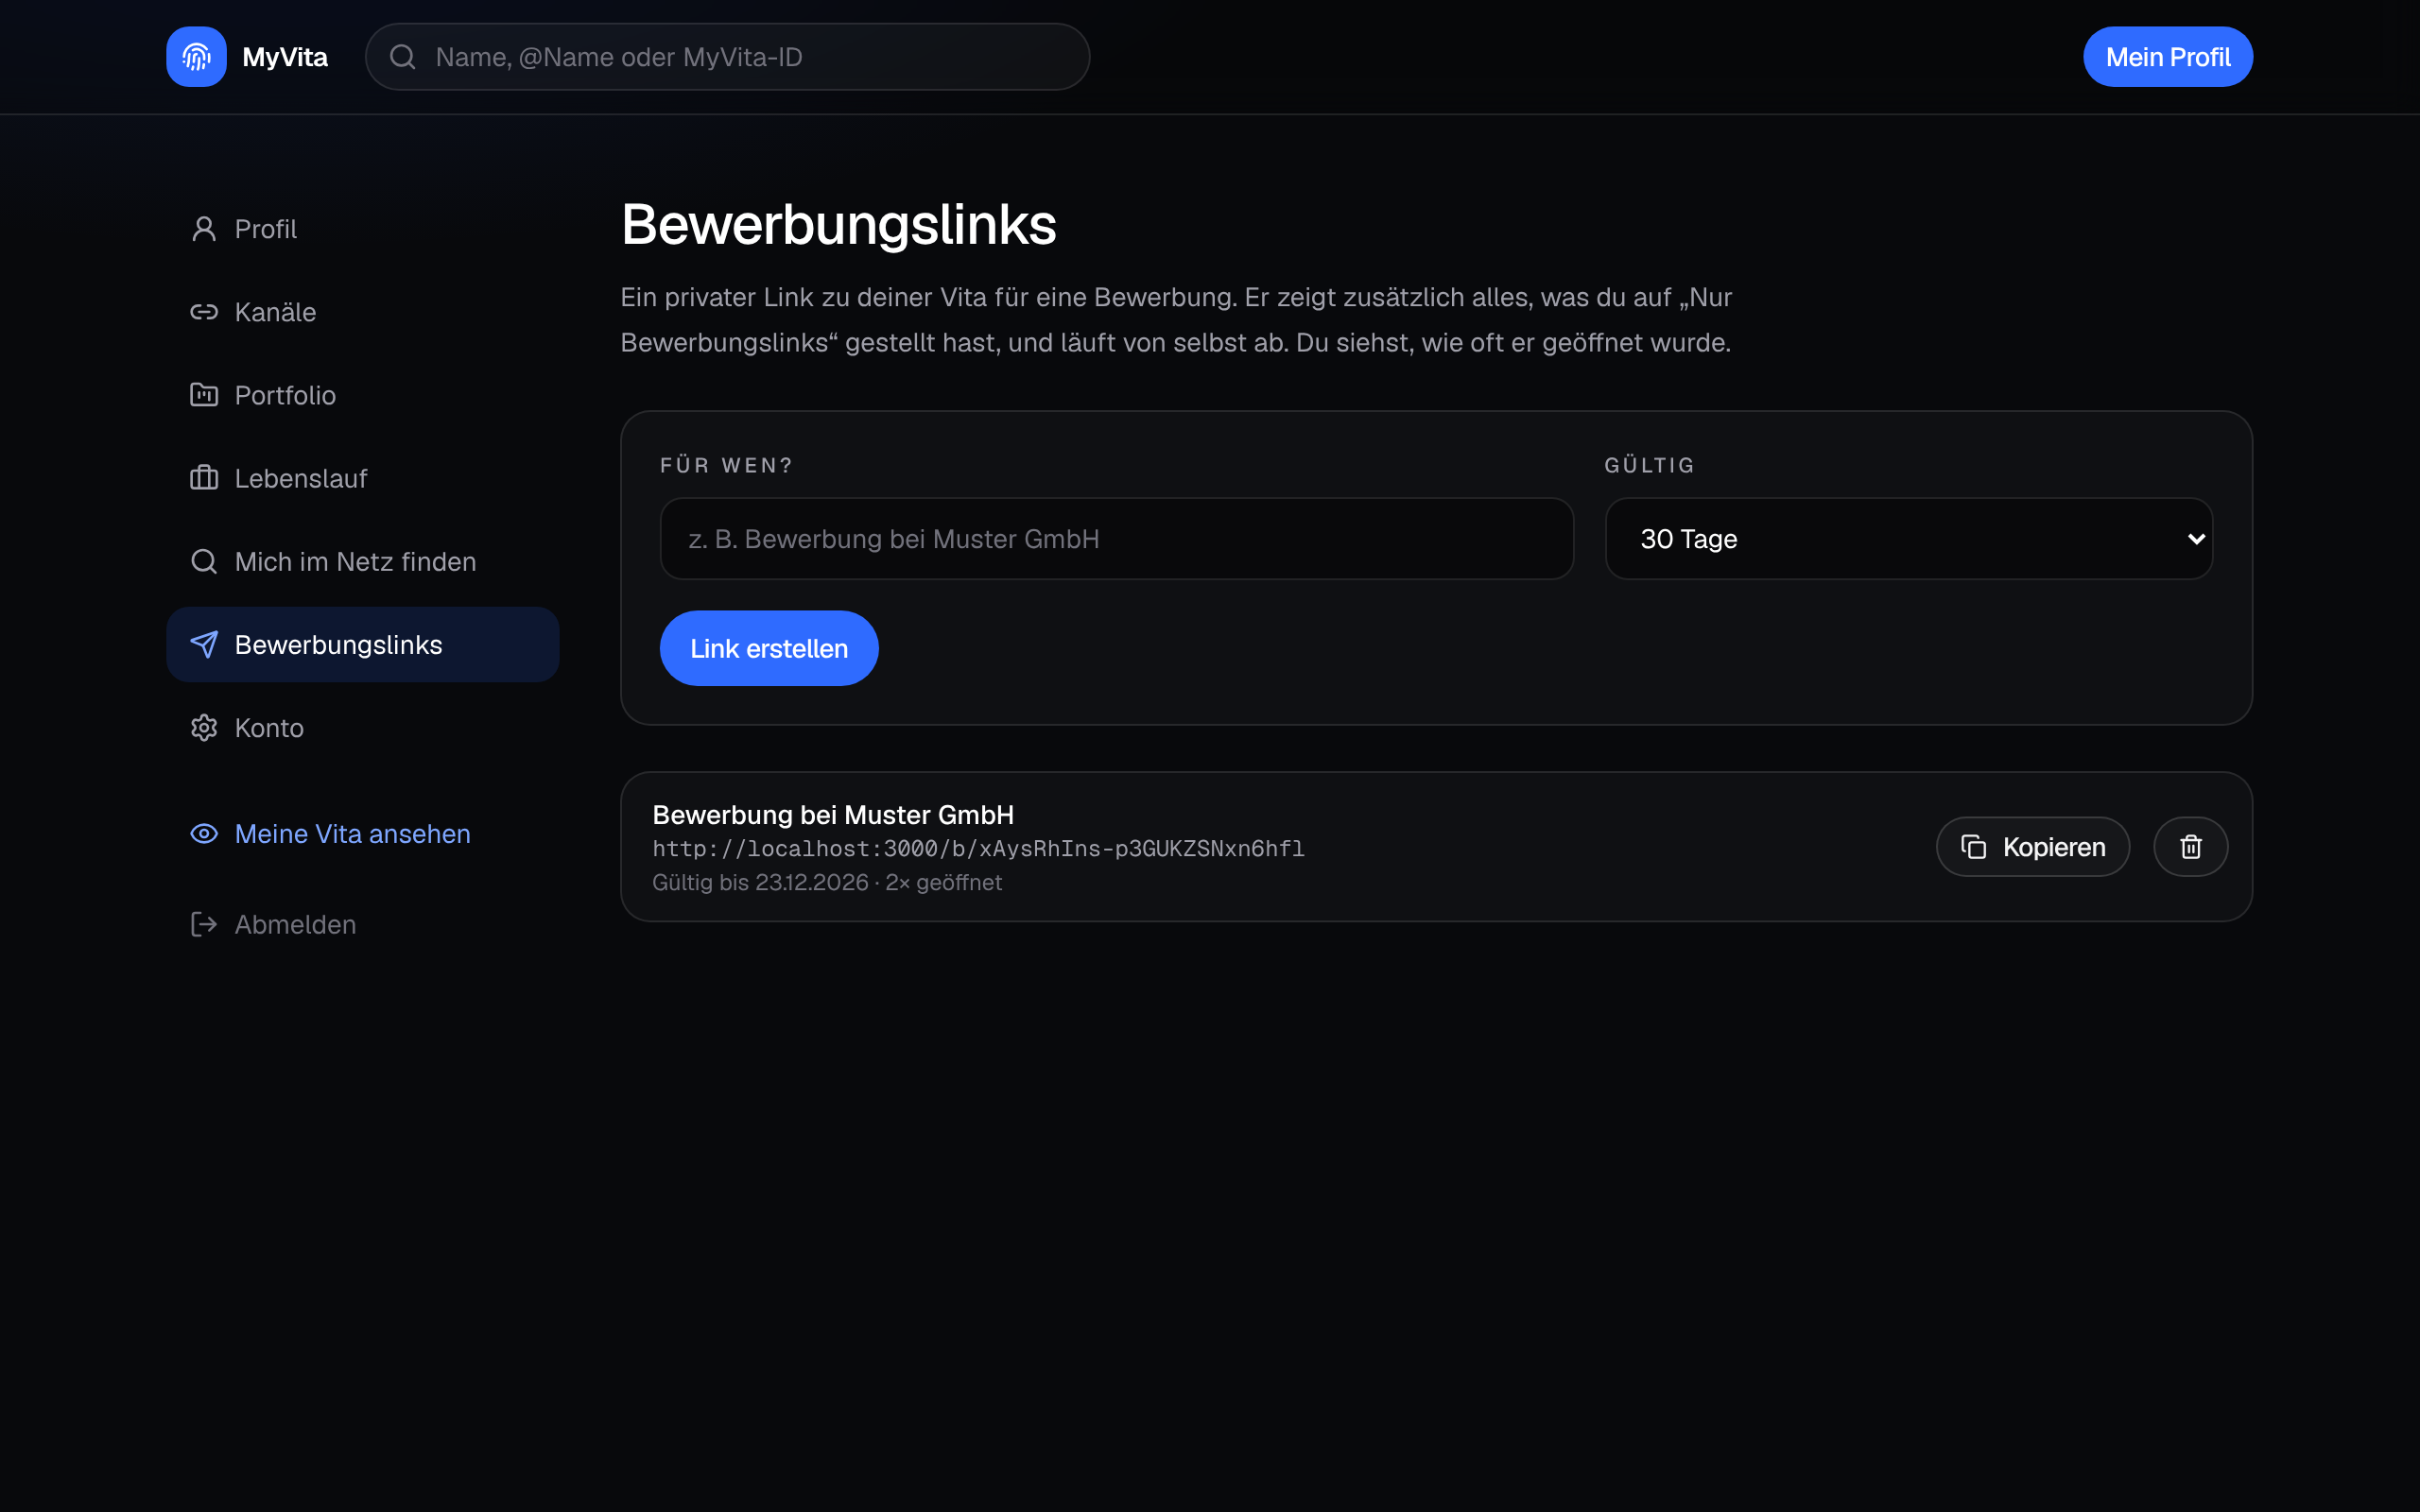 MyVita
Name, @Name oder MyVita-ID
Mein Profil
Profil
Kanäle
Portfolio
Lebenslauf
Mich im Netz finden
Bewerbungslinks
Konto
Meine Vita ansehen
Abmelden
Bewerbungslinks
Ein privater Link zu deiner Vita für eine Bewerbung. Er zeigt zusätzlich alles, was du auf „Nur
Bewerbungslinks“ gestellt hast, und läuft von selbst ab. Du siehst, wie oft er geöffnet wurde.
FÜR WEN?
GÜLTIG
z. B. Bewerbung bei Muster GmbH
30 Tage
Link erstellen
Bewerbung bei Muster GmbH
http://localhost:3000/b/xAysRhIns-p3GUKZSNxn6hfl
Gültig bis 23.12.2026 · 2× geöffnet
Kopieren